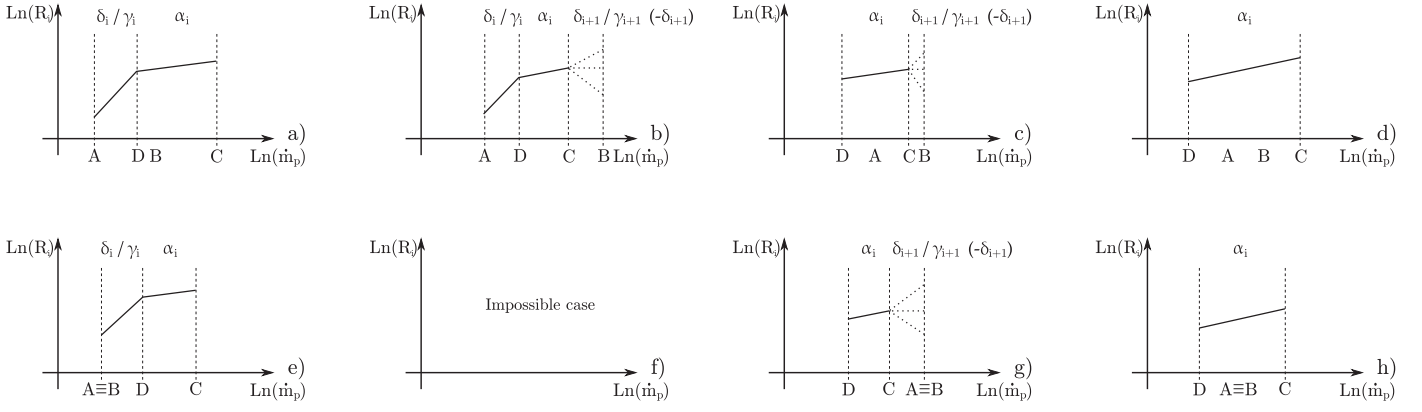 Ln(Rᵢ) δᵢ / γᵢ αᵢ
A D B C Ln(ṁₚ) a)
Ln(Rᵢ) δᵢ / γᵢ αᵢ δᵢ₊₁ / γᵢ₊₁ (-δᵢ₊₁)
A D C B Ln(ṁₚ) b)
Ln(Rᵢ) αᵢ δᵢ₊₁ / γᵢ₊₁ (-δᵢ₊₁)
D A C B Ln(ṁₚ) c)
Ln(Rᵢ) αᵢ
D A B C Ln(ṁₚ) d)
Ln(Rᵢ) δᵢ / γᵢ αᵢ
A≡B D C Ln(ṁₚ) e)
Ln(Rᵢ)
Impossible case
Ln(ṁₚ) f)
Ln(Rᵢ) αᵢ δᵢ₊₁ / γᵢ₊₁ (-δᵢ₊₁)
D C A≡B Ln(ṁₚ) g)
Ln(Rᵢ) αᵢ
D A≡B C Ln(ṁₚ) h)